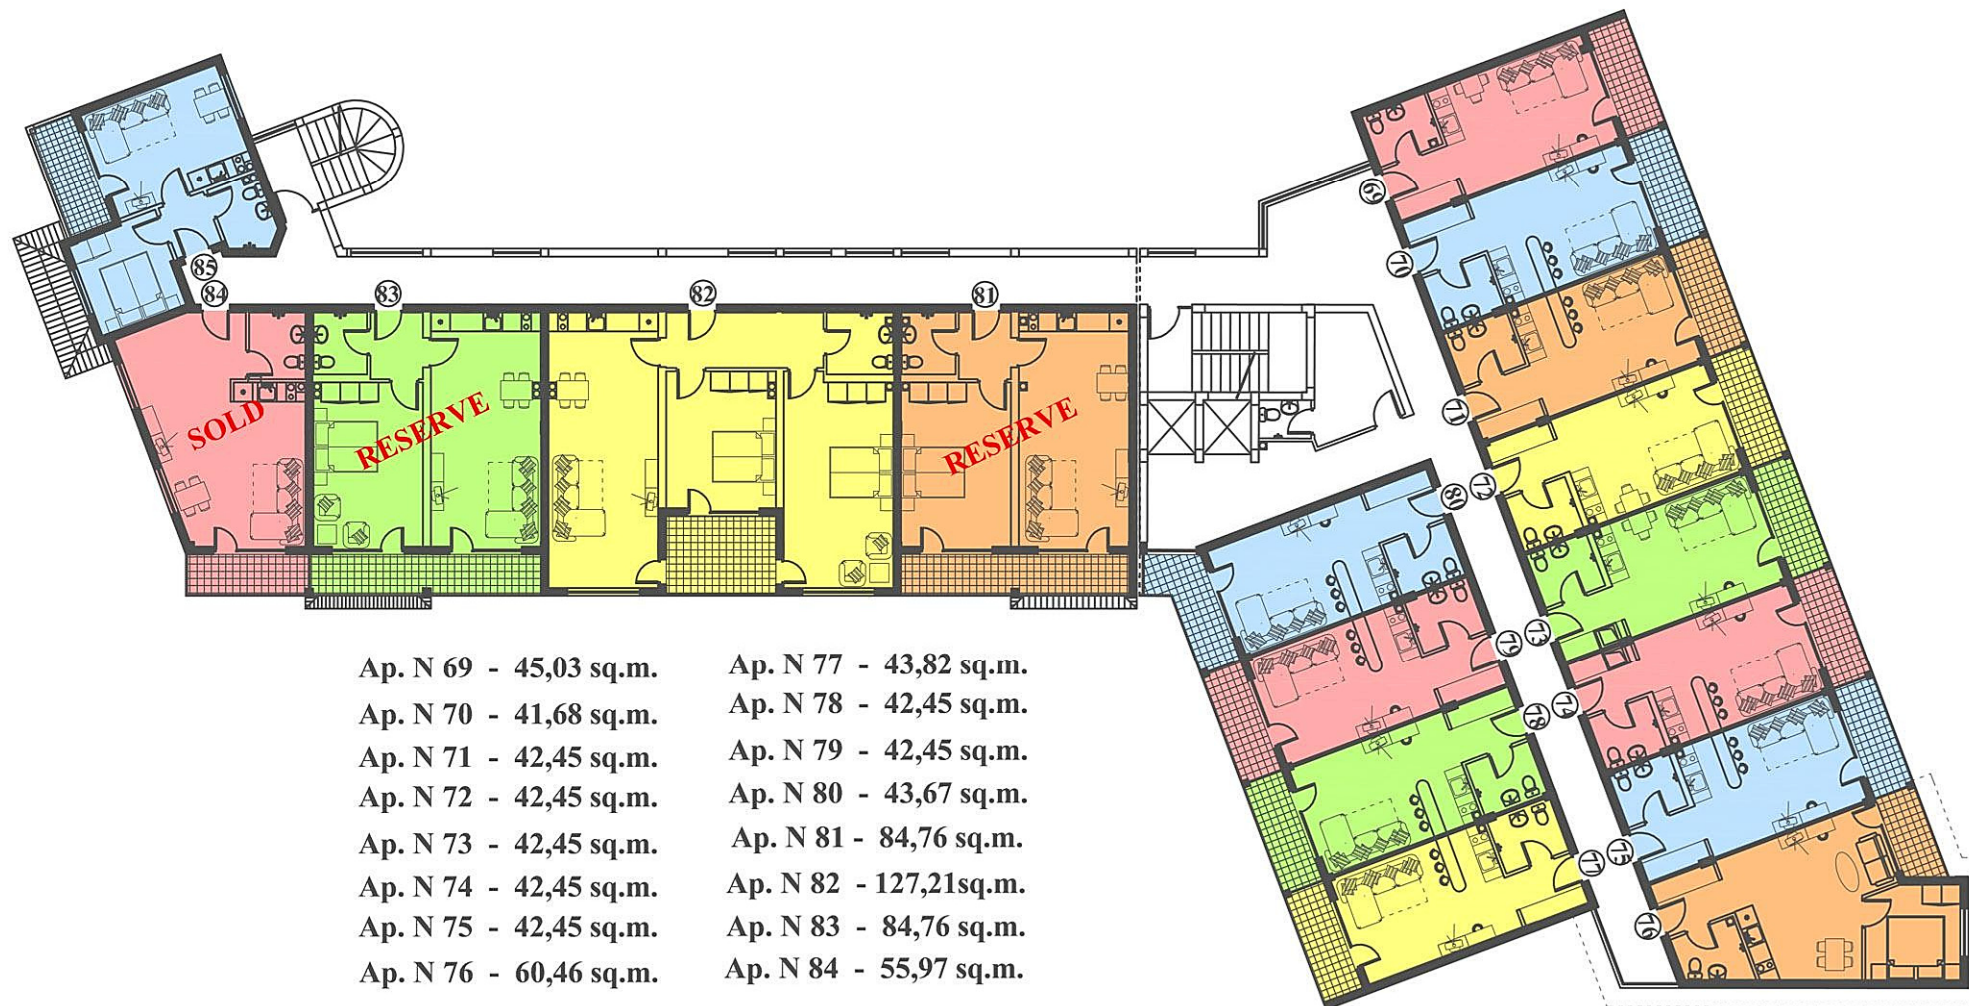 69
70
85
84
83
82
81
71
SOLD
RESERVE
RESERVE
72
80
73
79
74
78
75
77
76
Ap. N 69 - 45,03 sq.m.
Ap. N 70 - 41,68 sq.m.
Ap. N 71 - 42,45 sq.m.
Ap. N 72 - 42,45 sq.m.
Ap. N 73 - 42,45 sq.m.
Ap. N 74 - 42,45 sq.m.
Ap. N 75 - 42,45 sq.m.
Ap. N 76 - 60,46 sq.m.
Ap. N 77 - 43,82 sq.m.
Ap. N 78 - 42,45 sq.m.
Ap. N 79 - 42,45 sq.m.
Ap. N 80 - 43,67 sq.m.
Ap. N 81 - 84,76 sq.m.
Ap. N 82 - 127,21sq.m.
Ap. N 83 - 84,76 sq.m.
Ap. N 84 - 55,97 sq.m.